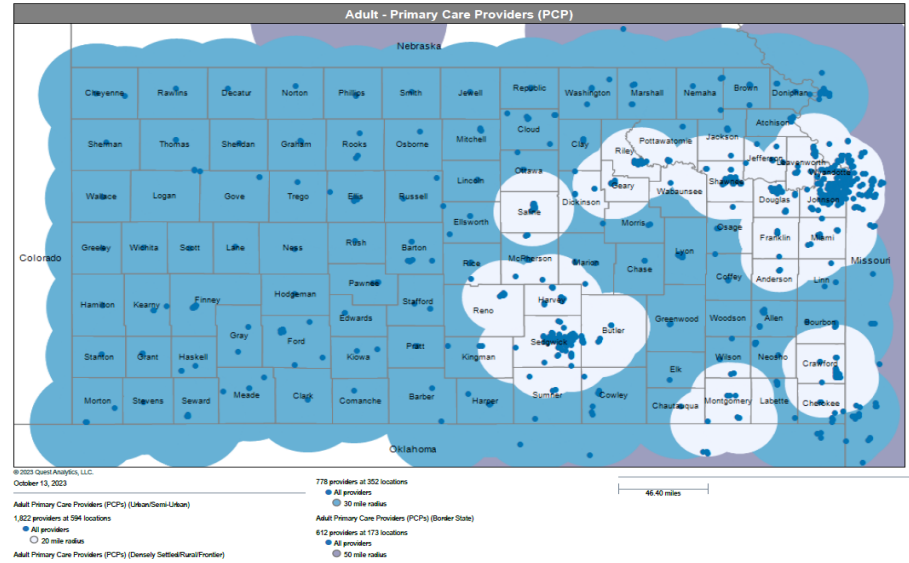 Adult - Primary Care Providers (PCP)
Nebraska
Cheyenne Rawlins Decatur Norton Phillips Smith Jewell Republic Washington Marshall Nemaha Brown Doniphan
Sherman Thomas Sheridan Graham Rooks Osborne Mitchell Cloud Clay Riley Pottawatomie Jackson Atchison
Jefferson Leavenworth Wyandotte
Wallace Logan Gove Trego Ellis Russell Lincoln Ottawa Saline Dickinson Geary Wabaunsee Shawnee Douglas Johnson
Ellsworth Morris Osage
Colorado Greeley Wichita Scott Lane Ness Rush Barton Rice McPherson Marion Chase Lyon Coffey Franklin Miami Missouri
Anderson Linn
Hamilton Kearny Finney Hodgeman Pawnee Stafford Reno Harvey
Gray Ford Edwards Sedgwick Butler Greenwood Woodson Allen Bourbon
Stanton Grant Haskell Kiowa Pratt Kingman Elk Wilson Neosho Crawford
Morton Stevens Seward Meade Clark Comanche Barber Harper Sumner Cowley Chautauqua Montgomery Labette Cherokee
Oklahoma
© 2023 Quest Analytics, LLC.
October 13, 2023
Adult Primary Care Providers (PCPs) (Urban/Semi-Urban)
1,822 providers at 594 locations
All providers
20 mile radius
Adult Primary Care Providers (PCPs) (Densely Settled/Rural/Frontier)
778 providers at 352 locations
All providers
30 mile radius
Adult Primary Care Providers (PCPs) (Border State)
612 providers at 173 locations
All providers
50 mile radius
46.40 miles